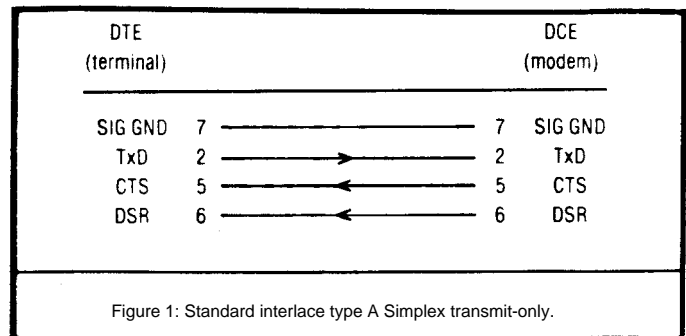 DTE DCE
(terminal) (modem)
SIG GND 7 7 SIG GND
TxD 2 2 TxD
CTS 5 5 CTS
DSR 6 6 DSR
Figure 1: Standard interlace type A Simplex transmit-only.